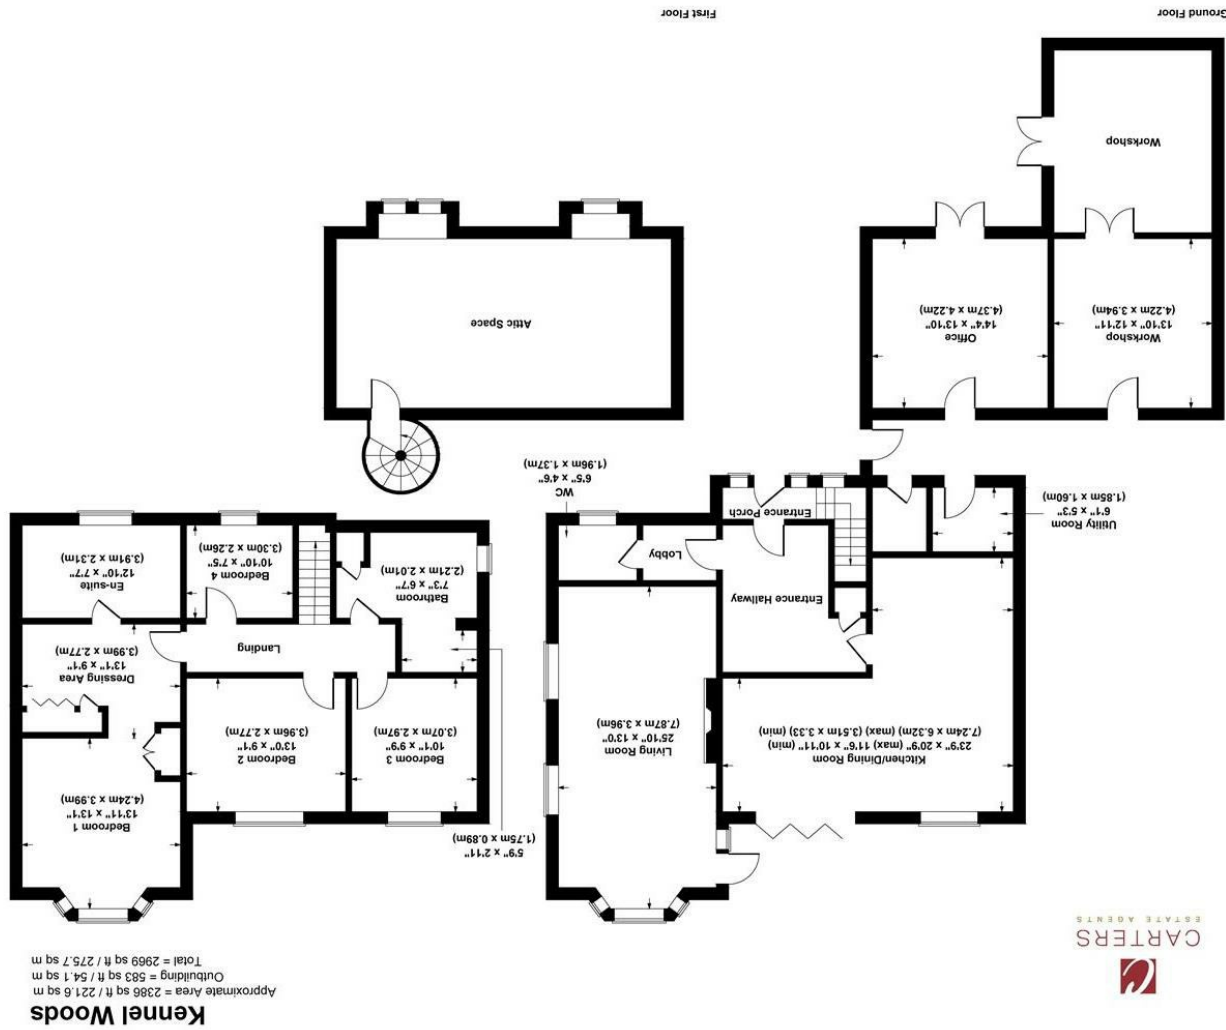 Kennel Woods
Approximate Area = 2386 sq ft / 221.6 sq m
Outbuilding = 583 sq ft / 54.1 sq m
Total = 2969 sq ft / 275.7 sq m
CARTERS
ESTATE AGENTS
Kitchen/Dining Room
23'9" x 20'9" (max) 11'6" x 10'11" (min)
(7.24m x 6.32m) (max) (3.51m x 3.33) (min)
Living Room
25'10" x 13'0"
(7.87m x 3.96m)
5'9" x 2'11"
(1.75m x 0.89m)
Bedroom 3
10'1" x 9'9"
(3.07m x 2.97m)
Bedroom 2
13'0" x 9'1"
(3.96m x 2.77m)
Bedroom 1
13'11" x 13'1"
(4.24m x 3.99m)
Dressing Area
13'1" x 9'1"
(3.99m x 2.77m)
Landing
Entrance Hallway
Utility Room
6'1" x 5'3"
(1.85m x 1.60m)
Entrance Porch
Lobby
WC
6'5" x 4'6"
(1.96m x 1.37m)
Bathroom
7'3" x 6'7"
(2.21m x 2.01m)
Bedroom 4
10'10" x 7'5"
(3.30m x 2.26m)
En-suite
12'10" x 7'7"
(3.91m x 2.31m)
Workshop
13'10" x 12'11"
(4.22m x 3.94m)
Office
14'4" x 13'10"
(4.37m x 4.22m)
Attic Space
Workshop
Ground Floor
First Floor